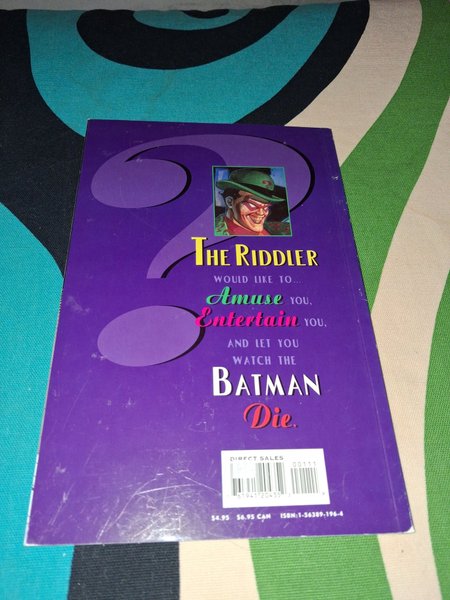 ?
THE RIDDLER
WOULD LIKE TO...
Amuse YOU,
Entertain YOU,
AND LET YOU
WATCH THE
BATMAN
Die.
DIRECT SALES
00111
$4.95 $6.95 CAN ISBN:1-56389-196-4